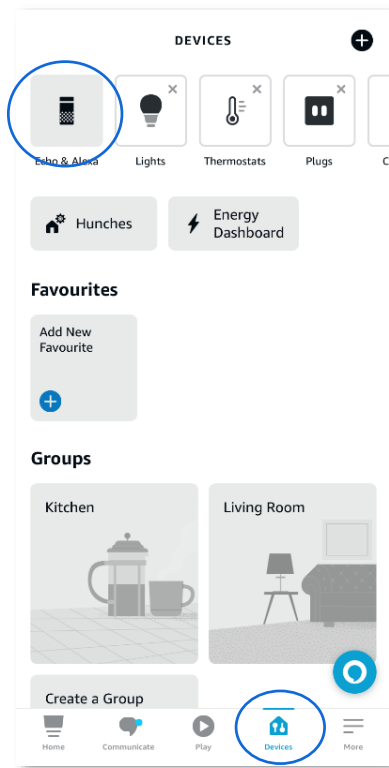 DEVICES
Echo & Alexa
Lights
Thermostats
Plugs
C
Hunches
Energy
Dashboard
Favourites
Add New
Favourite
Groups
Kitchen
Living Room
Create a Group
Home
Communicate
Play
Devices
More